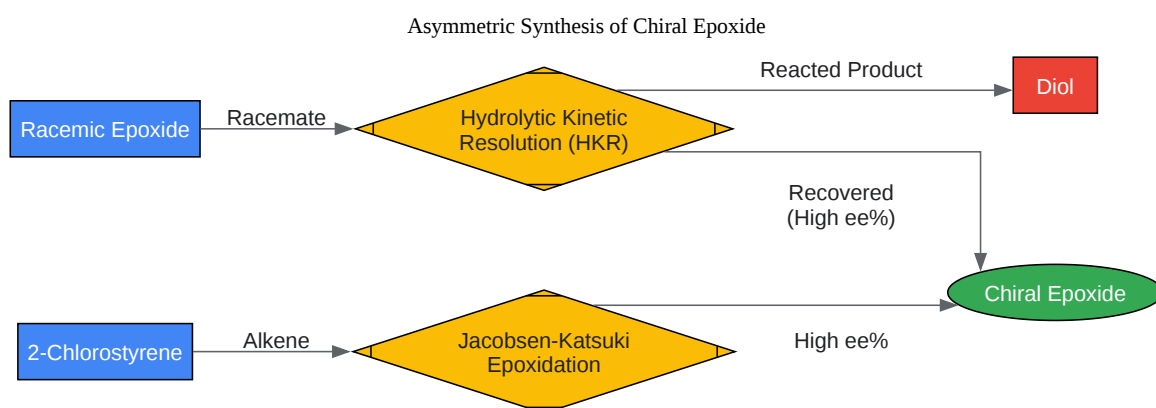 Asymmetric Synthesis of Chiral Epoxide
Reacted Product
Diol
Racemic Epoxide
Racemate
Hydrolytic Kinetic
Resolution (HKR)
Recovered
(High ee%)
Chiral Epoxide
2-Chlorostyrene
Alkene
Jacobsen-Katsuki
Epoxidation
High ee%